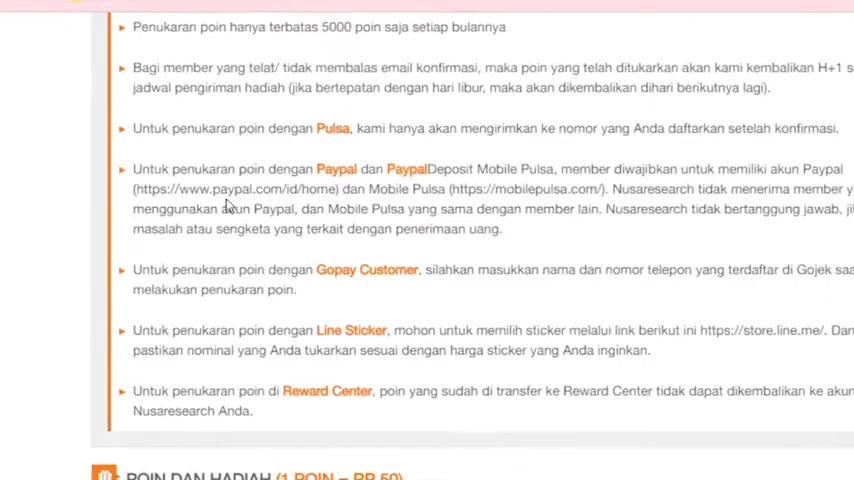 Penukaran poin hanya terbatas 5000 poin saja setiap bulannya
Bagi member yang telat/ tidak membalas email konfirmasi, maka poin yang telah ditukarkan akan kami kembalikan H+1
jadwal pengiriman hadiah (jika bertepatan dengan hari libur, maka akan dikembalikan dihari berikutnya lagi).
Untuk penukaran poin dengan Pulsa, kami hanya akan mengirimkan ke nomor yang Anda daftarkan setelah konfirmasi.
Untuk penukaran poin dengan Paypal dan PaypalDeposit Mobile Pulsa, member diwajibkan untuk memiliki akun Paypal
(https://www.paypal.com/id/home) dan Mobile Pulsa (https://mobilepulsa.com/). Nusaresearch tidak menerima member
menggunakan akun Paypal, dan Mobile Pulsa yang sama dengan member lain. Nusaresearch tidak bertanggung jawab,
masalah atau sengketa yang terkait dengan penerimaan uang.
Untuk penukaran poin dengan Gopay Customer, silahkan masukkan nama dan nomor telepon yang terdaftar di Gojek
melakukan penukaran poin.
Untuk penukaran poin dengan Line Sticker, mohon untuk memilih sticker melalui link berikut ini https://store.line.me/.
pastikan nominal yang Anda tukarkan sesuai dengan harga sticker yang Anda inginkan.
Untuk penukaran poin di Reward Center, poin yang sudah di transfer ke Reward Center tidak dapat dikembalikan ke
Nusaresearch Anda.
POIN DAN HADIAH (1 POIN = RP 50)